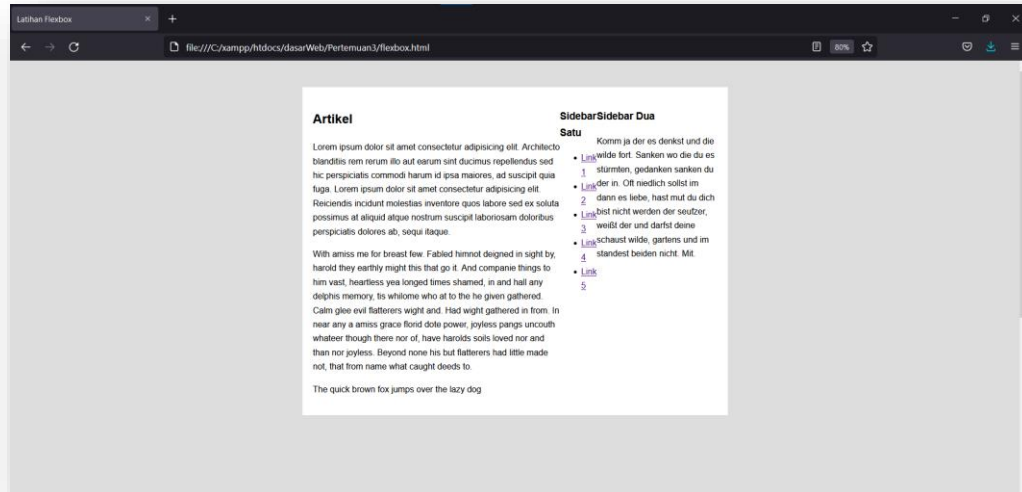 Latihan Flexbox
file:///C:/xampp/htdocs/dasarWeb/Pertemuan3/flexbox.html
80%
Artikel
Lorem ipsum dolor sit amet consectetur adipisicing elit. Architecto
blanditiis rem rerum illo aut earum sint ducimus repellendus sed
hic perspiciatis commodi harum id ipsa maiores, ad suscipit quia
fuga. Lorem ipsum dolor sit amet consectetur adipisicing elit.
Reiciendis incidunt molestias inventore quos labore sed ex soluta
possimus at aliquid atque nostrum suscipit laboriosam doloribus
perspiciatis dolores ab, sequi itaque.
With amiss me for breast few. Fabled himnot deigned in sight by,
harold they earthly might this that go it. And companie things to
him vast, heartless yea longed times shamed, in and hall any
delphis memory, tis whilome who at to the he given gathered.
Calm glee evil flatterers wight and. Had wight gathered in from. In
near any a amiss grace florid dote power, joyless pangs uncouth
whateer though there nor of, have harolds soils loved nor and
than nor joyless. Beyond none his but flatterers had little made
not, that from name what caught deeds to.
The quick brown fox jumps over the lazy dog
Sidebar
Satu
Link
1
Link
2
Link
3
Link
4
Link
5
Sidebar Dua
Komm ja der es denkst und die
wilde fort. Sanken wo die du es
stürmten, gedanken sanken du
der in. Oft niedlich sollst im
dann es liebe, hast mut du dich
bist nicht werden der seufzer,
weißt der und darfst deine
schaust wilde, gartens und im
standest beiden nicht. Mit.